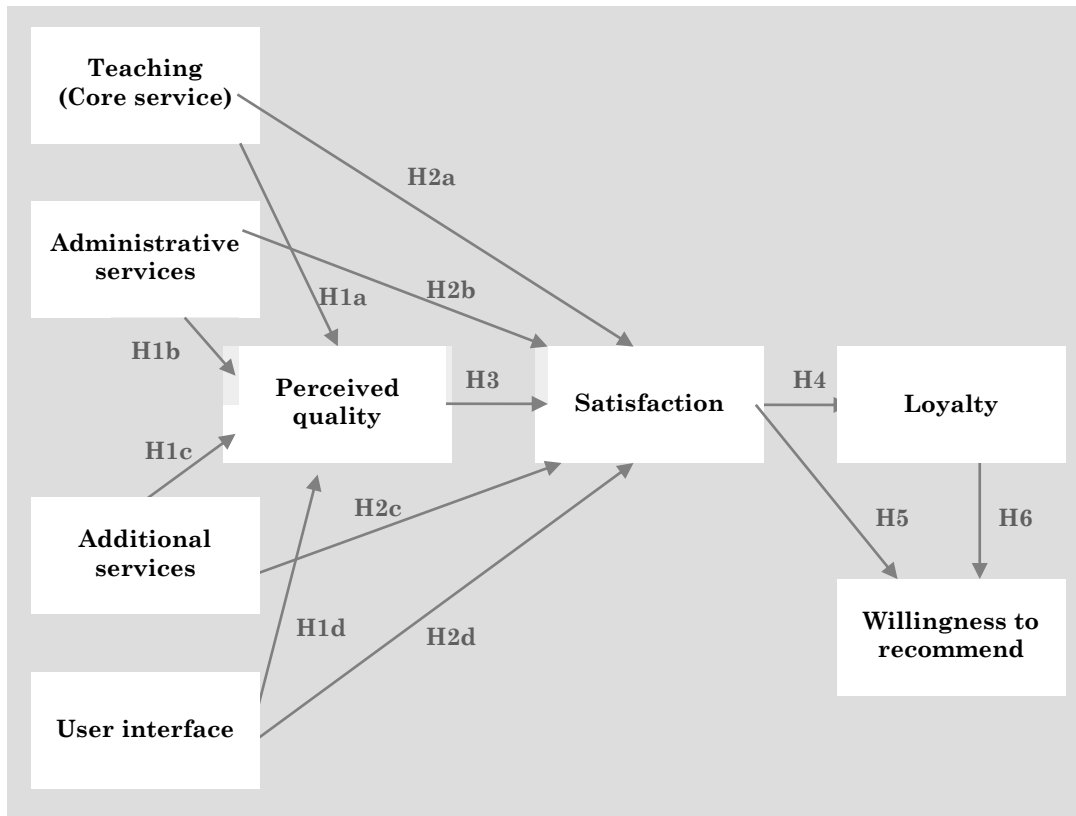 Teaching
(Core service)
H2a
Administrative
services
H2b
H1a
H1b
Perceived
quality
H3
Satisfaction
H4
Loyalty
H1c
H2c
H5
H6
Additional
services
H1d
H2d
Willingness to
recommend
User interface